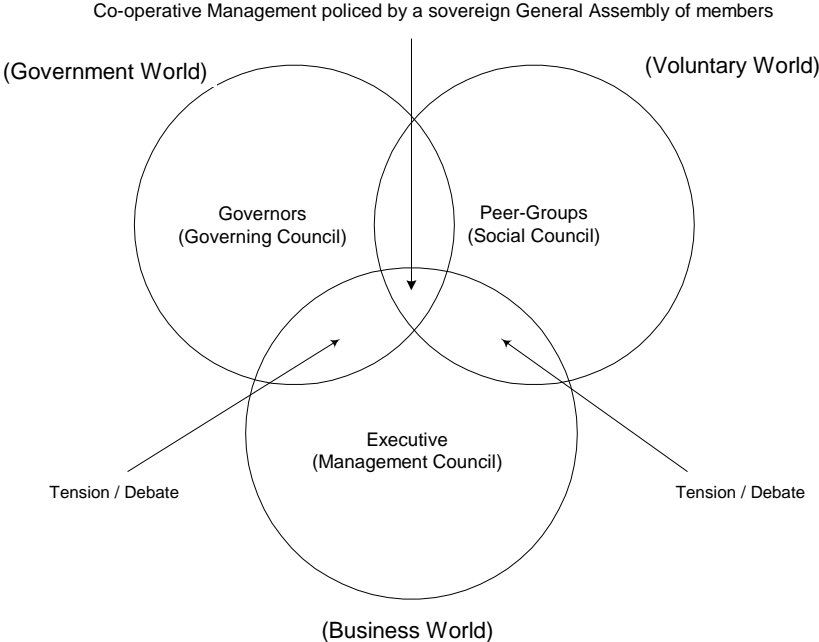 Co-operative Management policed by a sovereign General Assembly of members
(Government World)
(Voluntary World)
Governors
(Governing Council)
Peer-Groups
(Social Council)
Executive
(Management Council)
Tension / Debate
Tension / Debate
(Business World)